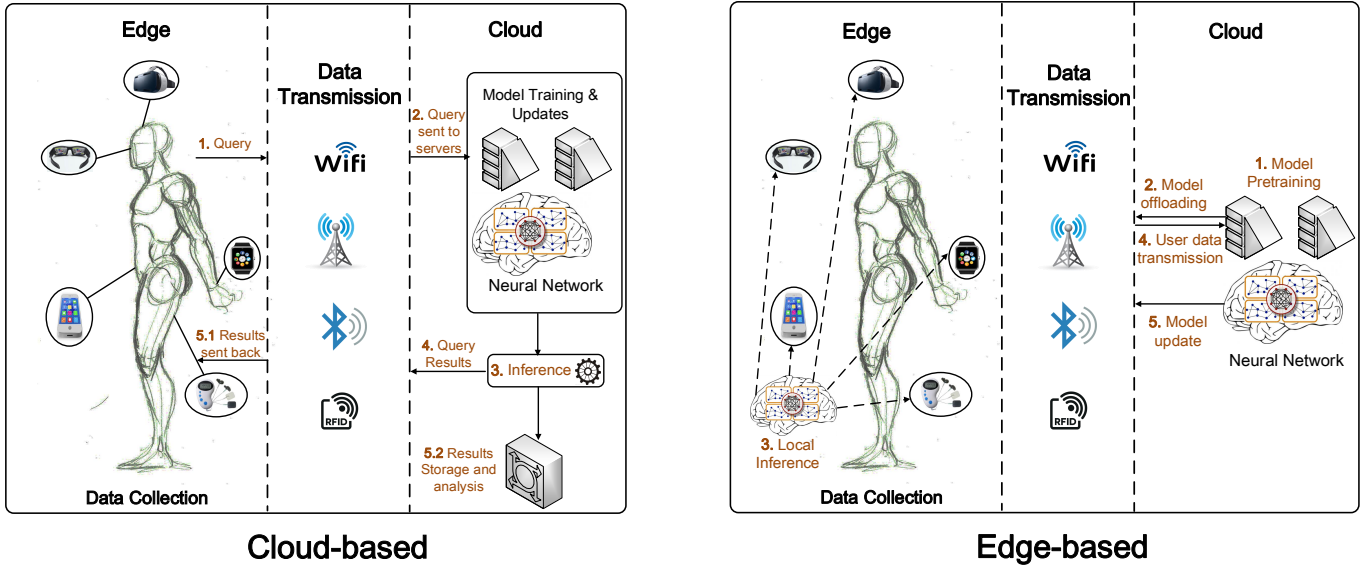 Edge
Cloud
Data
Transmission
Model Training &
Updates
1. Query
2. Query
sent to
servers
Wifi
Neural Network
5.1 Results
sent back
4. Query
Results
3. Inference
RFID
5.2 Results
Storage and
analysis
Data Collection
Cloud-based
Edge
Cloud
Data
Transmission
Wifi
1. Model
Pretraining
2. Model
offloading
4. User data
transmission
5. Model
update
Neural Network
RFID
3. Local
Inference
Data Collection
Edge-based